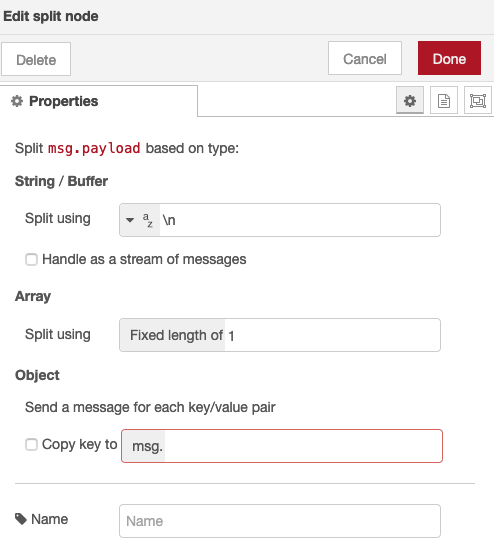 Edit split node
Delete Cancel Done
Properties
Split msg.payload based on type:
String / Buffer
Split using a z \n
Handle as a stream of messages
Array
Split using Fixed length of 1
Object
Send a message for each key/value pair
Copy key to msg.
Name Name